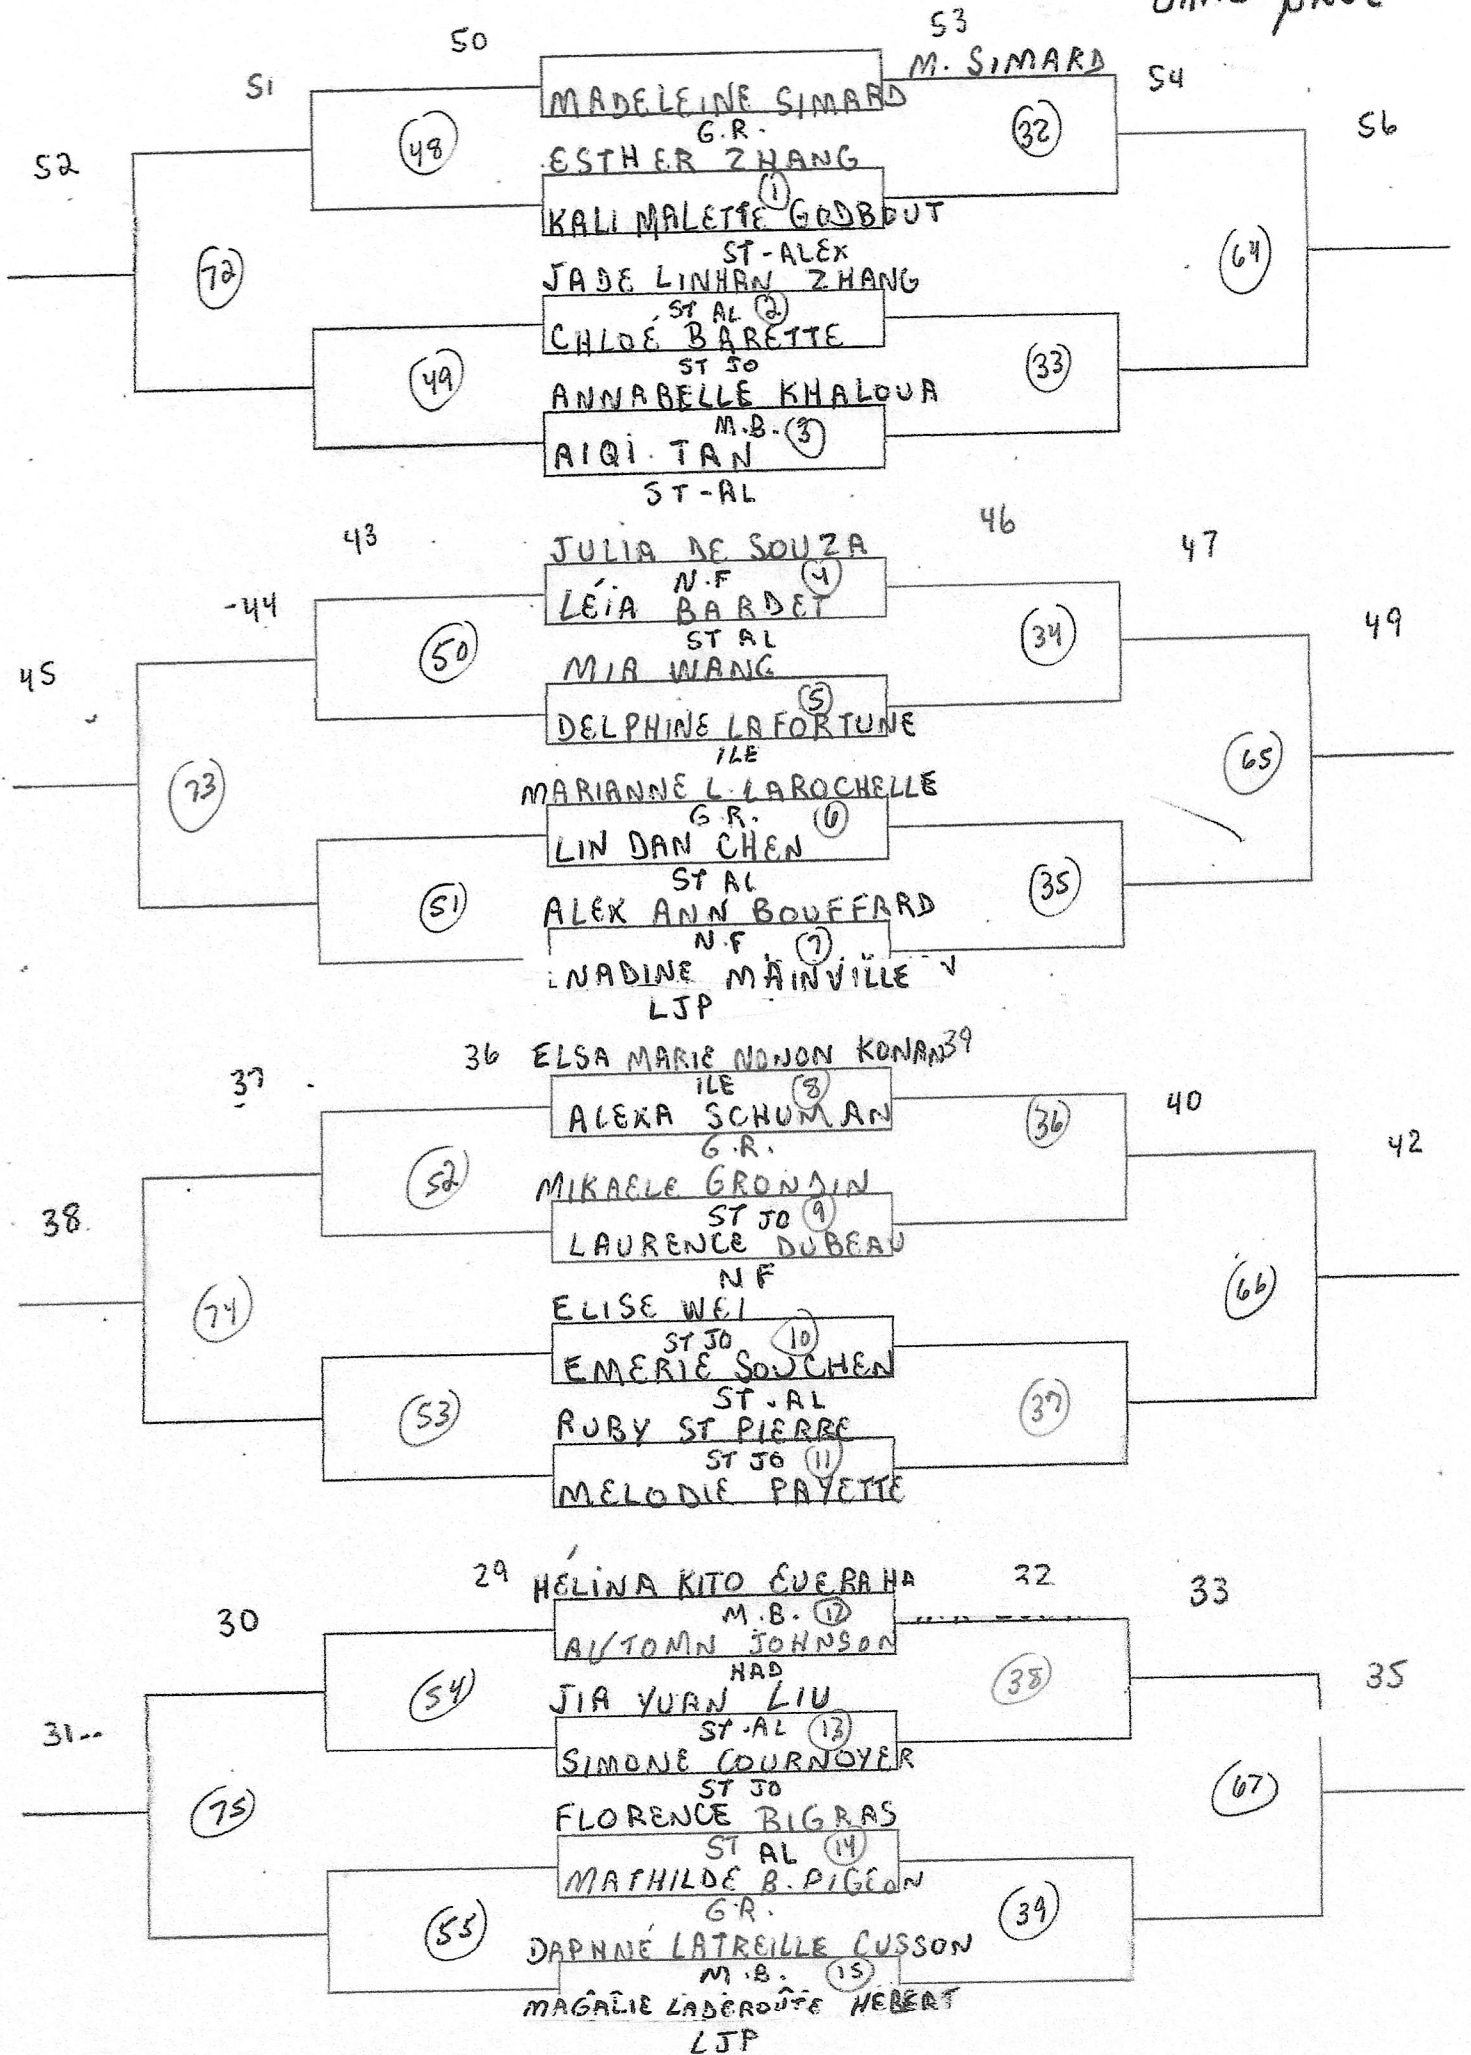 53
50
M. SIMARD
51
54
MADELEINE SIMARD
48
G.R.
32
56
52
ESTHER ZHANG
1
KALI MALETTE GODBOUT
ST-ALEX
72
JADE LINHAN ZHANG
64
ST AL 2
CHLOÉ BARETTE
49
ST JO
33
ANNABELLE KHALOUA
M.B. 3
AIQI TAN
ST-AL
43
JULIA DE SOUZA
46
47
-44
N.F 4
LÉIA BARDET
50
ST AL
34
49
45
MIA WANG
5
DELPHINE LAFORTUNE
ILE
73
MARIANNE L. LAROCHELLE
65
G.R. 6
LIN DAN CHEN
ST AL
51
ALEX ANN BOUFFARD
35
N.F 7
NADINE MAINVILLE
LJP
36 ELSA MARIE NONON KONAN 39
37
ILE 8
40
ALEXA SCHUMAN
36
G.R.
42
52
MIKAELE GRONDIN
38
ST JO 9
LAURENCE DUBEAU
NF
74
ELISE WEI
66
ST JO 10
EMERIE SOUCHEN
ST.AL
53
RUBY ST PIERRE
37
ST JO 11
MELODIE PAYETTE
29 HÉLINA KITO EUERAHA
33
30
M.B. 12
AUTOMN JOHNSON
54
HAD
38
35
JIA YUAN LIU
31--
ST.AL 13
SIMONE COURNOYER
ST JO
75
FLORENCE BIGRAS
67
ST AL 14
MATHILDE B. PIGEON
G.R.
55
39
DAPHNÉ LATREILLE CUSSON
M.B. 15
MAGALIE LADEROUTE HEBERT
LJP